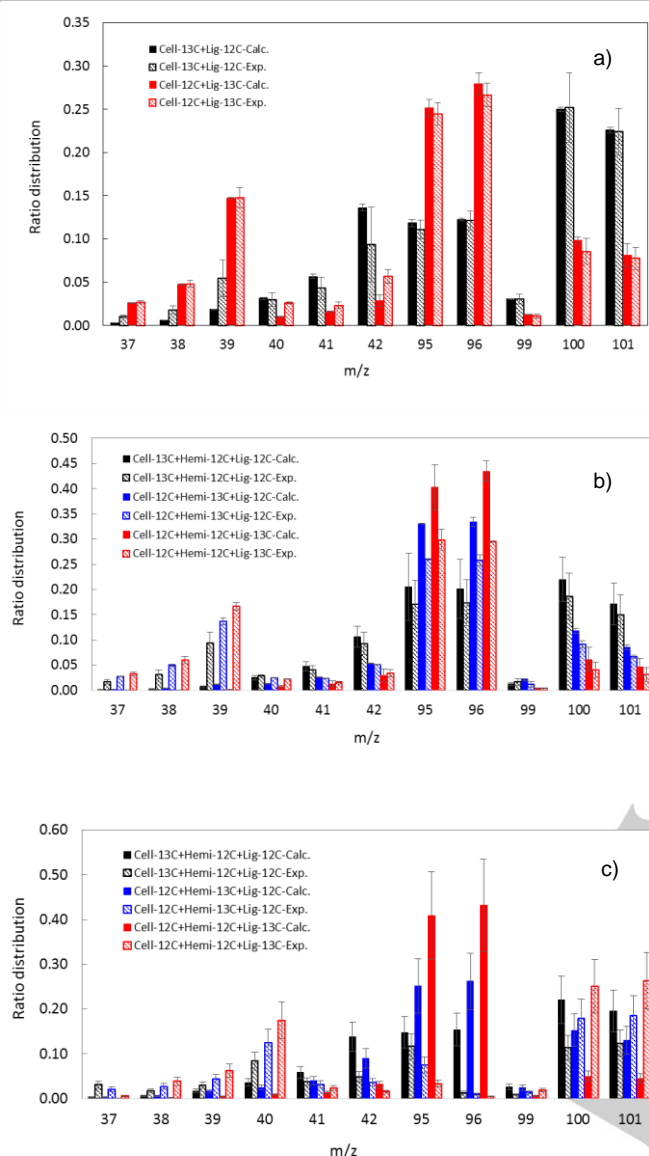 a)
Cell-13C+Lig-12C-Calc.
Cell-13C+Lig-12C-Exp.
Cell-12C+Lig-13C-Calc.
Cell-12C+Lig-13C-Exp.
0.35
0.30
0.25
0.20
0.15
0.10
0.05
0.00
Ratio distribution
37 38 39 40 41 42 95 96 99 100 101
m/z
b)
Cell-13C+Hemi-12C+Lig-12C-Calc.
Cell-13C+Hemi-12C+Lig-12C-Exp.
Cell-12C+Hemi-13C+Lig-12C-Calc.
Cell-12C+Hemi-13C+Lig-12C-Exp.
Cell-12C+Hemi-12C+Lig-13C-Calc.
Cell-12C+Hemi-12C+Lig-13C-Exp.
0.50
0.45
0.40
0.35
0.30
0.25
0.20
0.15
0.10
0.05
0.00
Ratio distribution
37 38 39 40 41 42 95 96 99 100 101
m/z
c)
Cell-13C+Hemi-12C+Lig-12C-Calc.
Cell-13C+Hemi-12C+Lig-12C-Exp.
Cell-12C+Hemi-13C+Lig-12C-Calc.
Cell-12C+Hemi-13C+Lig-12C-Exp.
Cell-12C+Hemi-12C+Lig-13C-Calc.
Cell-12C+Hemi-12C+Lig-13C-Exp.
0.60
0.50
0.40
0.30
0.20
0.10
0.00
Ratio distribution
37 38 39 40 41 42 95 96 99 100 101
m/z